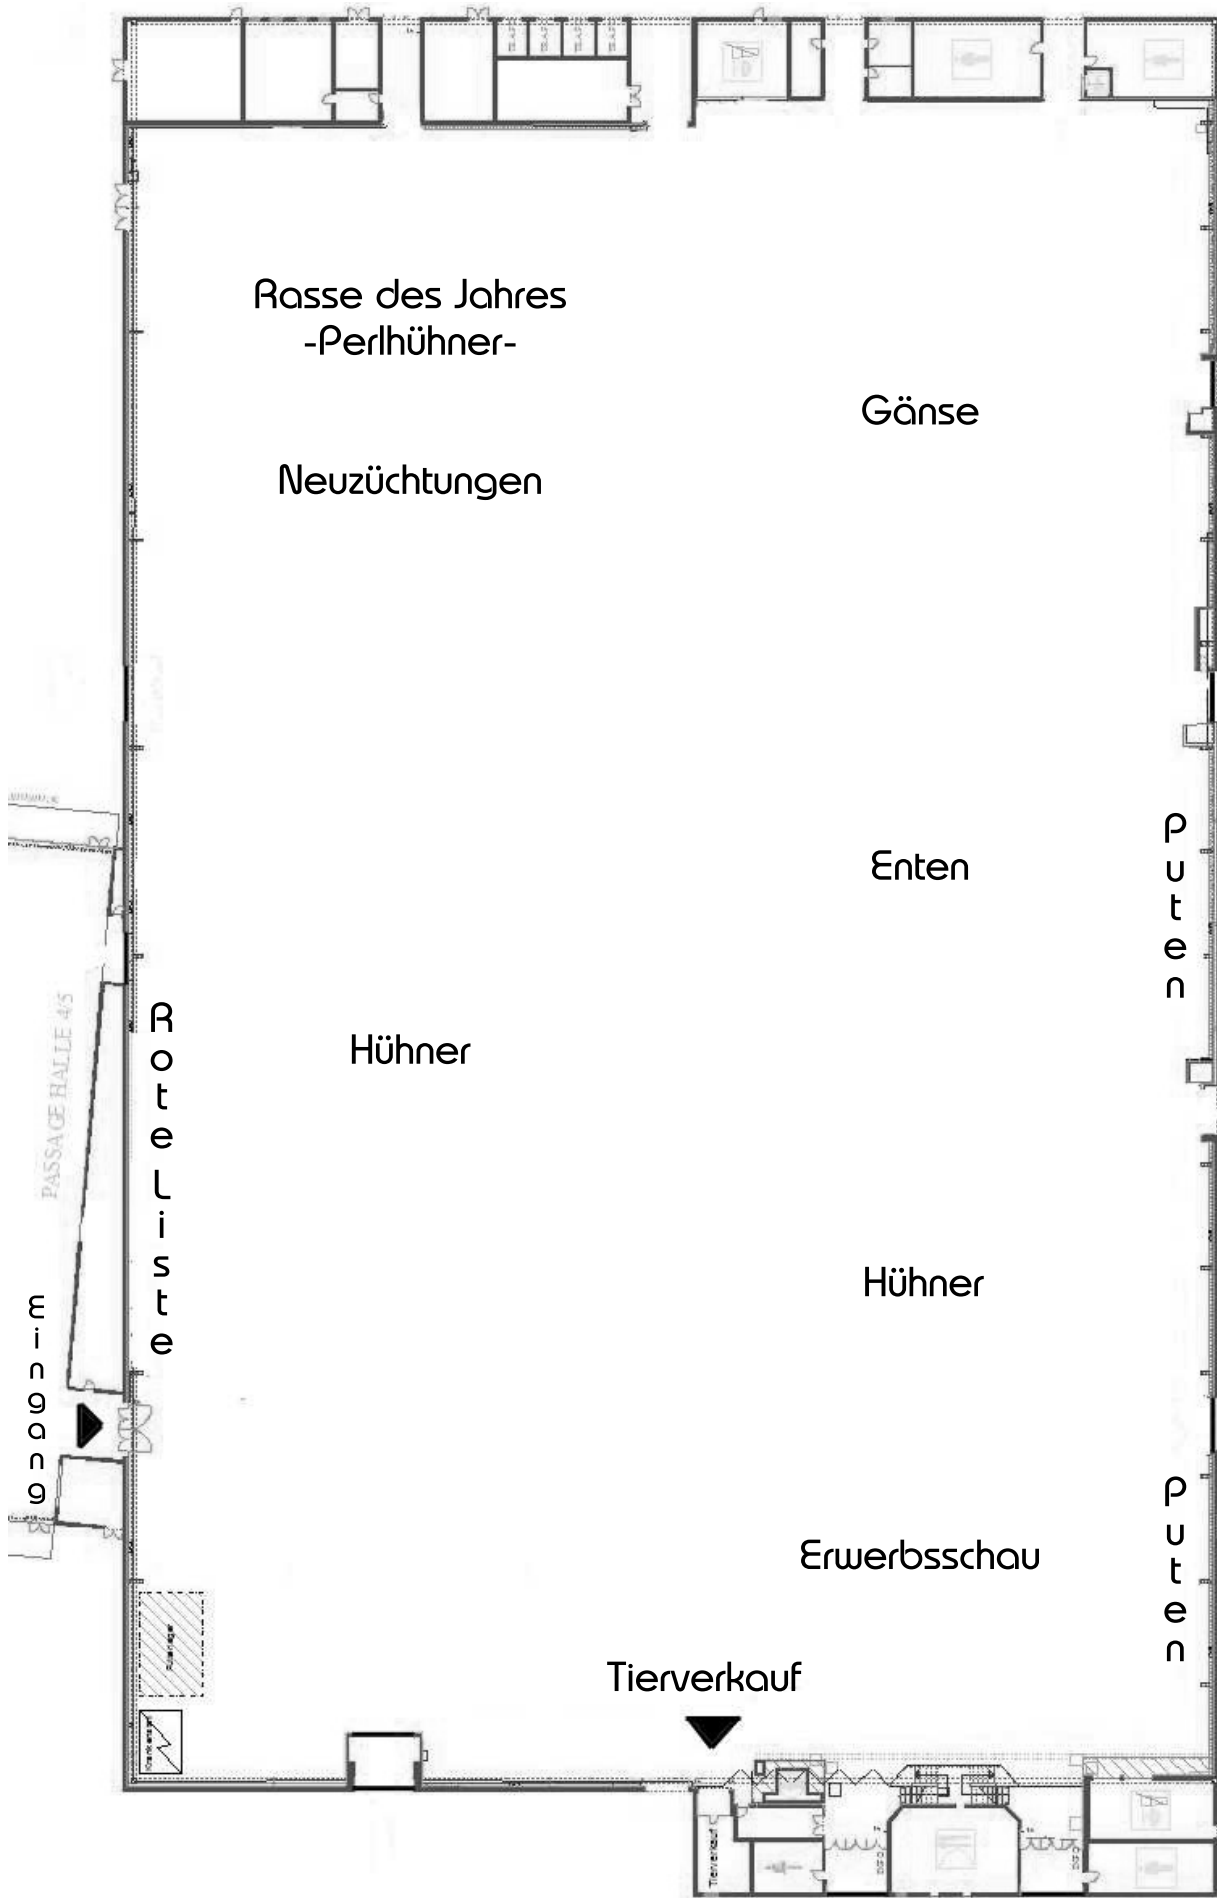 Rasse des Jahres
-Perlhühner-
Gänse
Neuzüchtungen
Puten
Enten
PASSAGE HALLE 4/5
Rote Liste
Hühner
Hühner
Eingang
Puten
Erwerbsschau
Tierverkauf
Tierverkauf